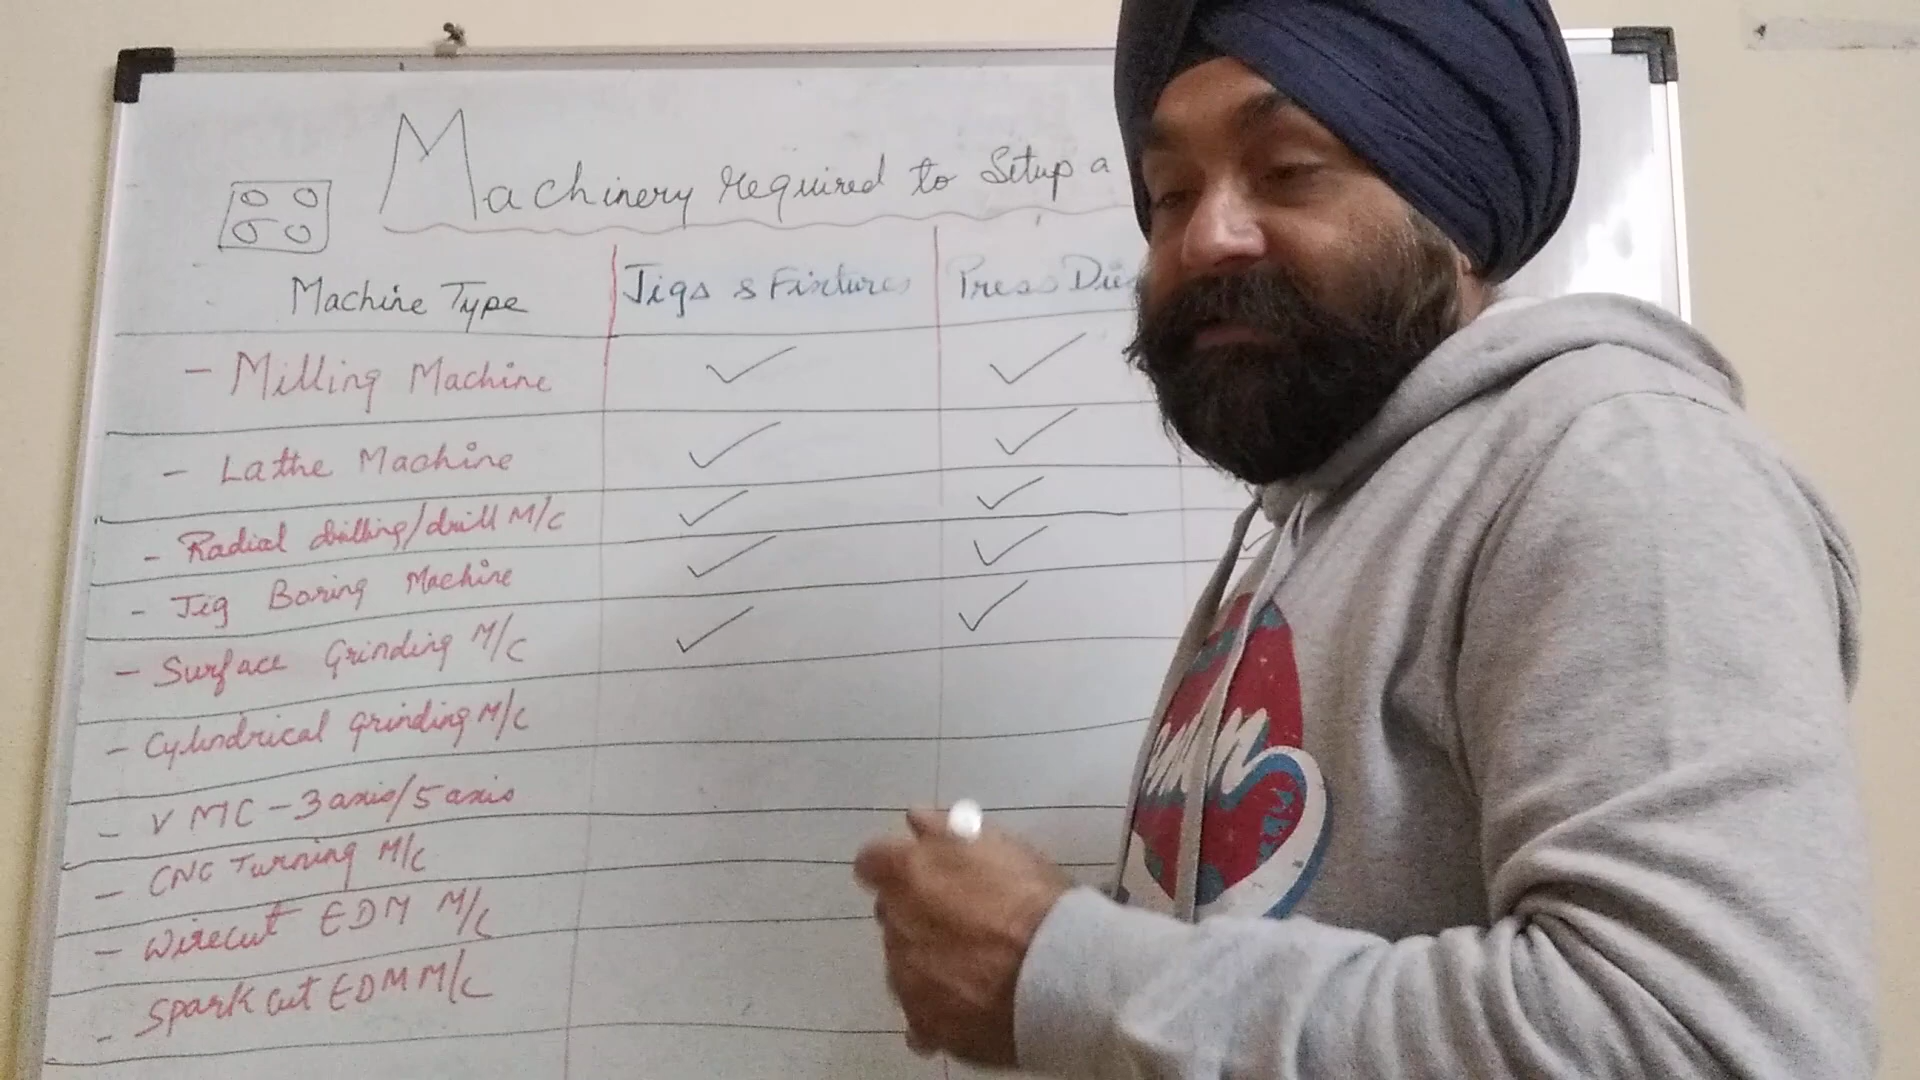 Machinery required to Setup a
Machine Type
Jigs & Fixtures
Press Dies
- Milling Machine
- Lathe Machine
- Radial drilling/drill M/C
- Jig Boring Machine
- Surface Grinding M/C
- Cylindrical grinding M/C
- VMC - 3 axis/5 axis
- CNC Turning M/C
- Wirecut EDM M/C
- Spark cut EDM M/C